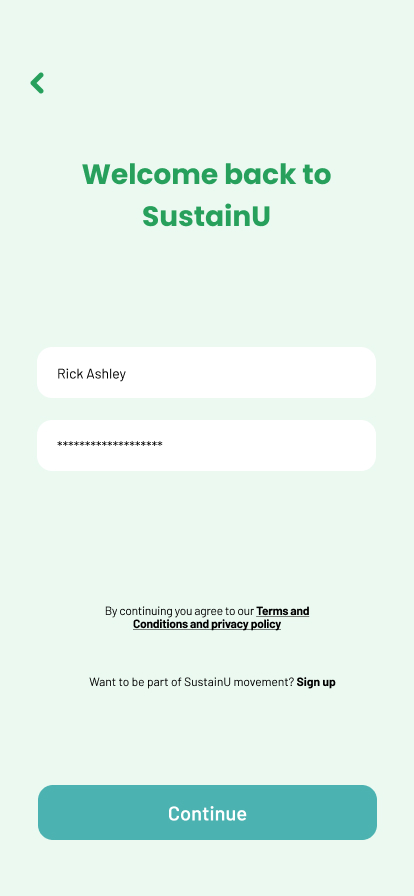 Welcome back to
SustainU
Rick Ashley
*******************
By continuing you agree to our Terms and
Conditions and privacy policy
Want to be part of SustainU movement? Sign up
Continue